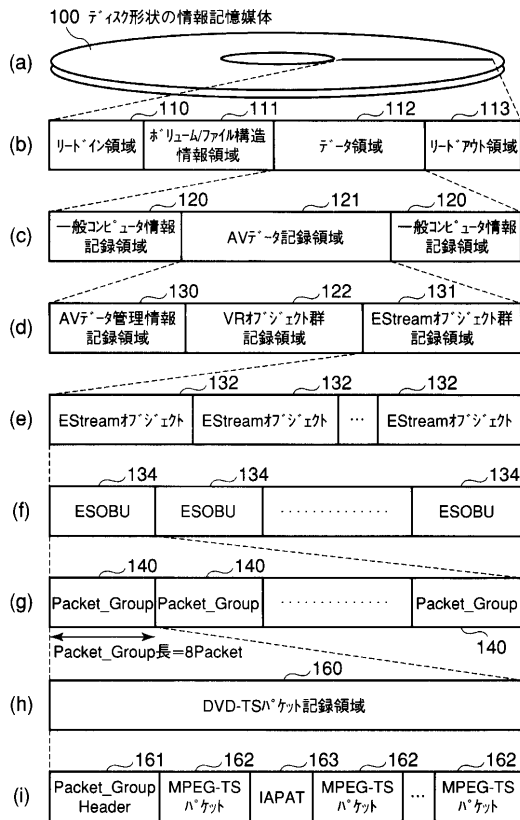 100 ディスク形状の情報記憶媒体
(a)
110 111 112 113
(b) リードイン領域 ボリューム/ファイル構造情報領域 データ領域 リードアウト領域
120 121 120
(c) 一般コンピュータ情報記録領域 AVデータ記録領域 一般コンピュータ情報記録領域
130 122 131
(d) AVデータ管理情報記録領域 VRオブジェクト群記録領域 EStreamオブジェクト群記録領域
132 132 132
(e) EStreamオブジェクト EStreamオブジェクト … EStreamオブジェクト
134 134 134
(f) ESOBU ESOBU ‥‥‥‥‥‥‥ ESOBU
140 140
(g) Packet_Group Packet_Group ‥‥‥‥‥‥‥ Packet_Group
Packet_Group長=8Packet 140
160
(h) DVD-TSパケット記録領域
161 162 163 162 162
(i) Packet_Group Header MPEG-TSパケット IAPAT MPEG-TSパケット … MPEG-TSパケット